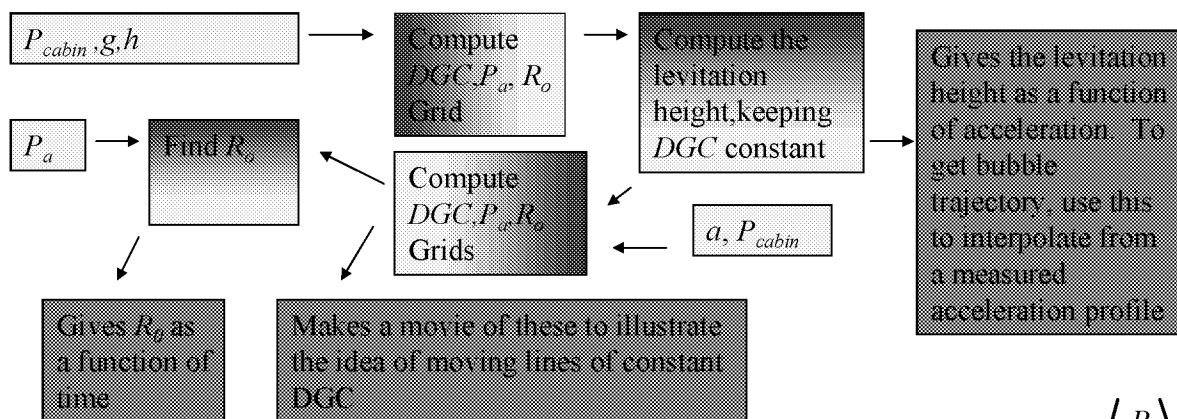 P_cabin ,g,h
Compute
DGC,P_a, R_o
Grid
Compute the
levitation
height,keeping
DGC constant
Gives the levitation
height as a function
of acceleration. To
get bubble
trajectory, use this
to interpolate from
a measured
acceleration profile
P_a
Find R_o
Compute
DGC,P_a,R_o
Grids
a, P_cabin
Gives R_0 as
a function of
time
Makes a movie of these to illustrate
the idea of moving lines of constant
DGC